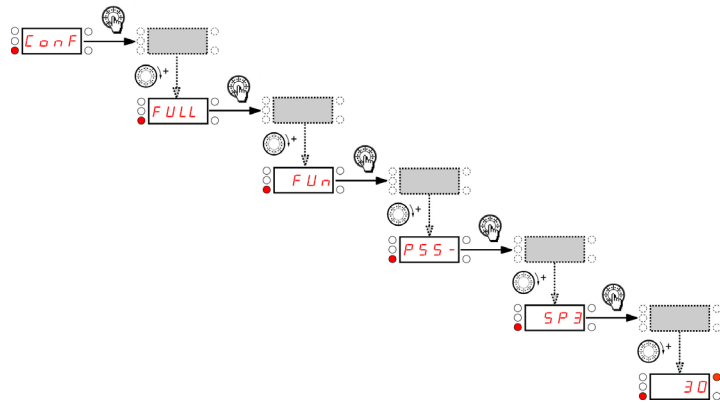 ConF
+
FULL
+
FUn
+
PSS-
+
SP3
+
30